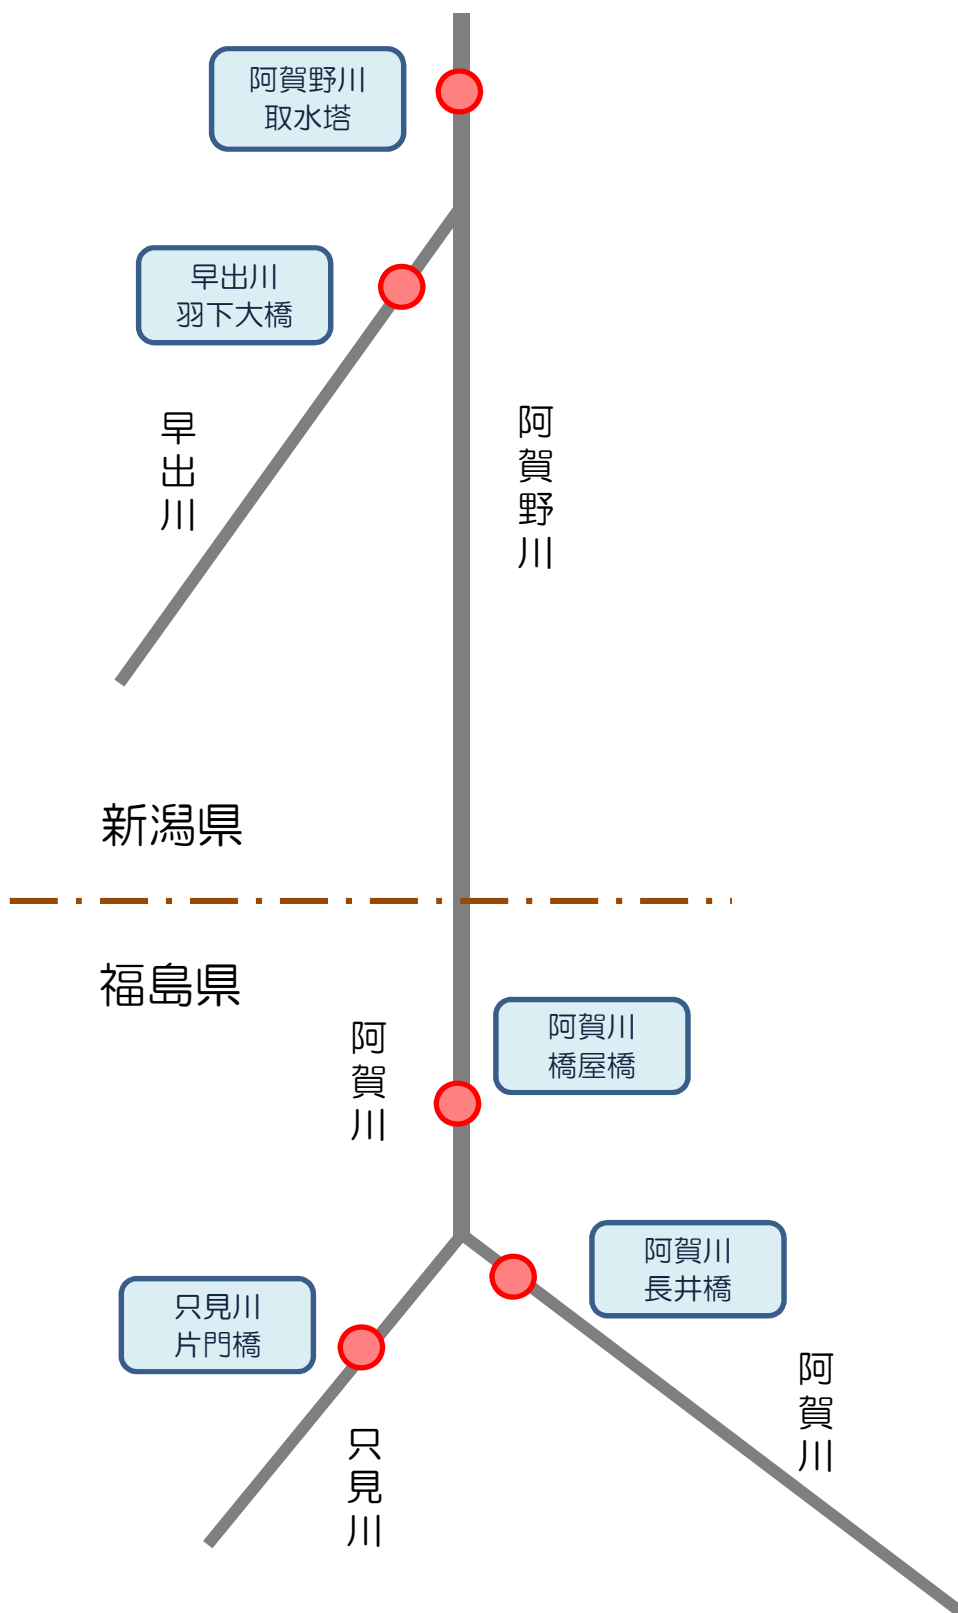 阿賀野川
取水塔
早出川
羽下大橋
早出川
阿賀野川
新潟県
福島県
阿賀川
橋屋橋
阿賀川
阿賀川
長井橋
只見川
片門橋
阿賀川
只見川